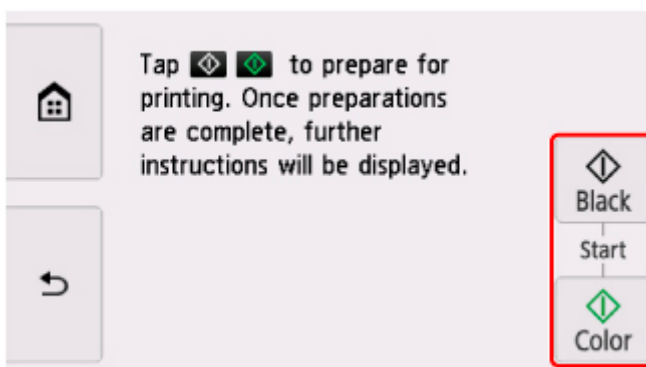 Tap to prepare for
printing. Once preparations
are complete, further
instructions will be displayed.
Black
Start
Color